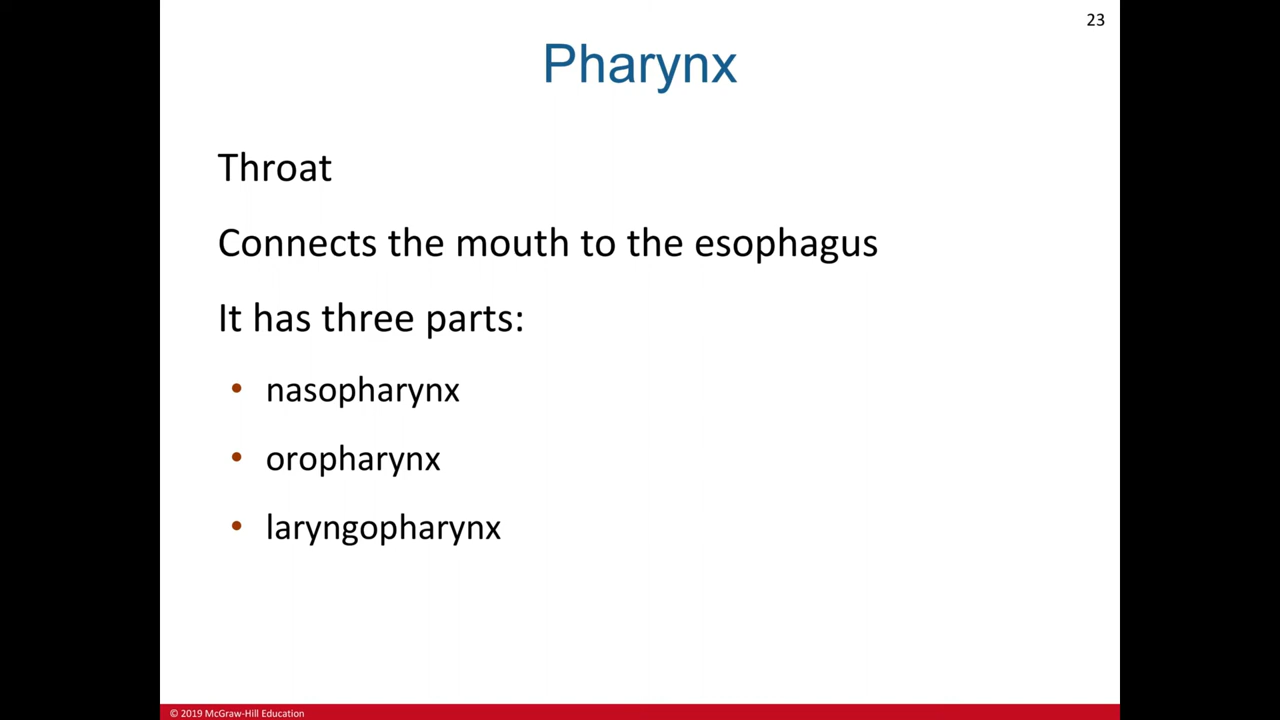 23
Pharynx
Throat
Connects the mouth to the esophagus
It has three parts:
• nasopharynx
• oropharynx
• laryngopharynx
© 2019 McGraw-Hill Education